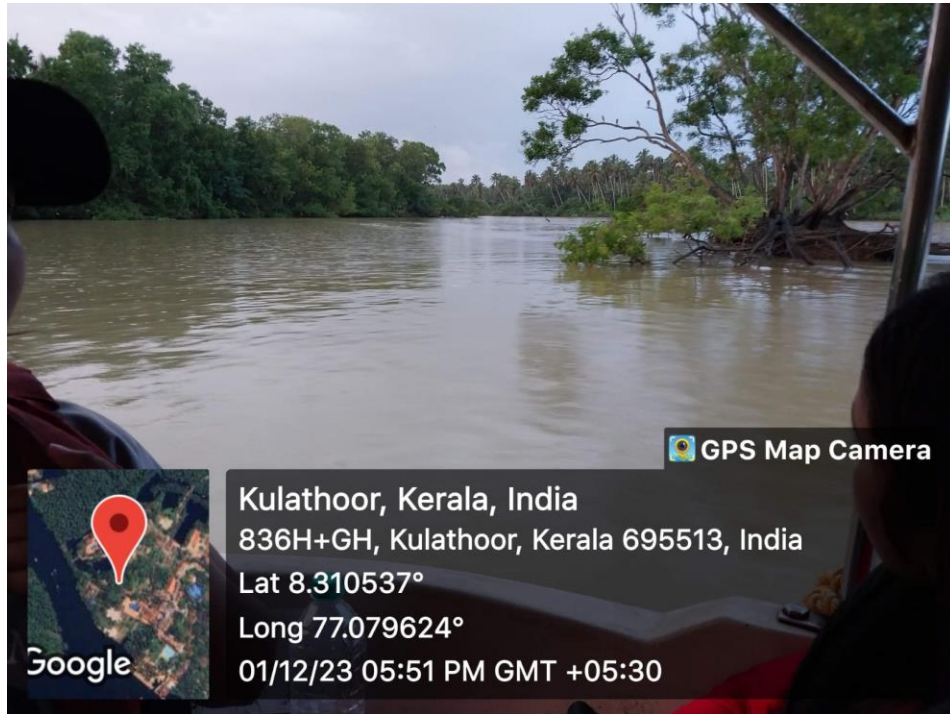 GPS Map Camera
Kulathoor, Kerala, India
836H+GH, Kulathoor, Kerala 695513, India
Lat 8.310537°
Long 77.079624°
01/12/23 05:51 PM GMT +05:30
Google